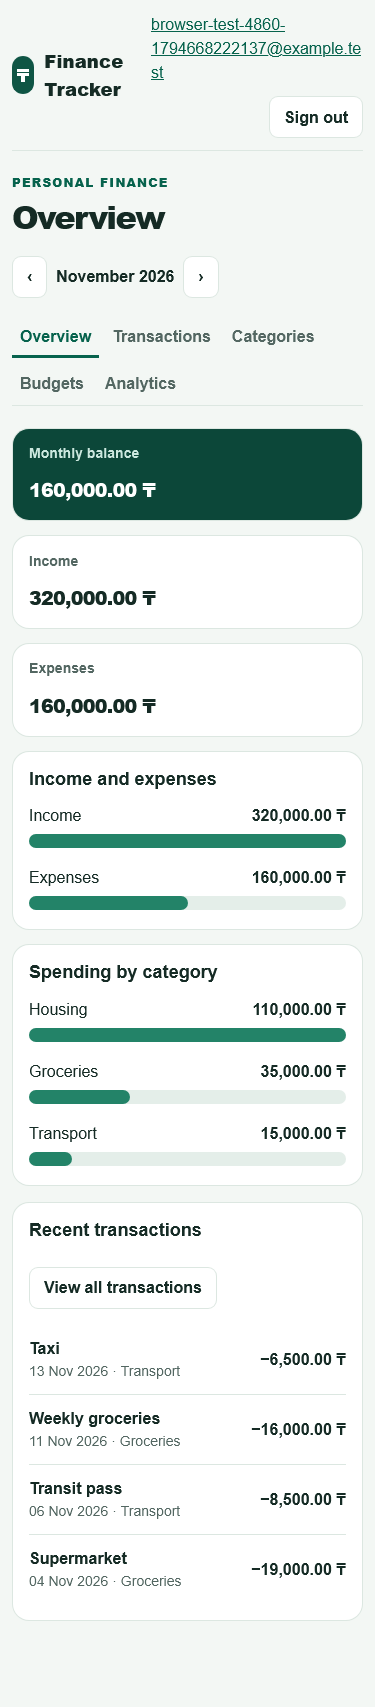 ₸
Finance
Tracker
browser-test-4860-
1794668222137@example.te
st
Sign out
PERSONAL FINANCE
Overview
‹ November 2026 ›
Overview Transactions Categories
Budgets Analytics
Monthly balance
160,000.00 ₸
Income
320,000.00 ₸
Expenses
160,000.00 ₸
Income and expenses
Income 320,000.00 ₸
Expenses 160,000.00 ₸
Spending by category
Housing 110,000.00 ₸
Groceries 35,000.00 ₸
Transport 15,000.00 ₸
Recent transactions
View all transactions
Taxi
13 Nov 2026 · Transport −6,500.00 ₸
Weekly groceries
11 Nov 2026 · Groceries −16,000.00 ₸
Transit pass
06 Nov 2026 · Transport −8,500.00 ₸
Supermarket
04 Nov 2026 · Groceries −19,000.00 ₸